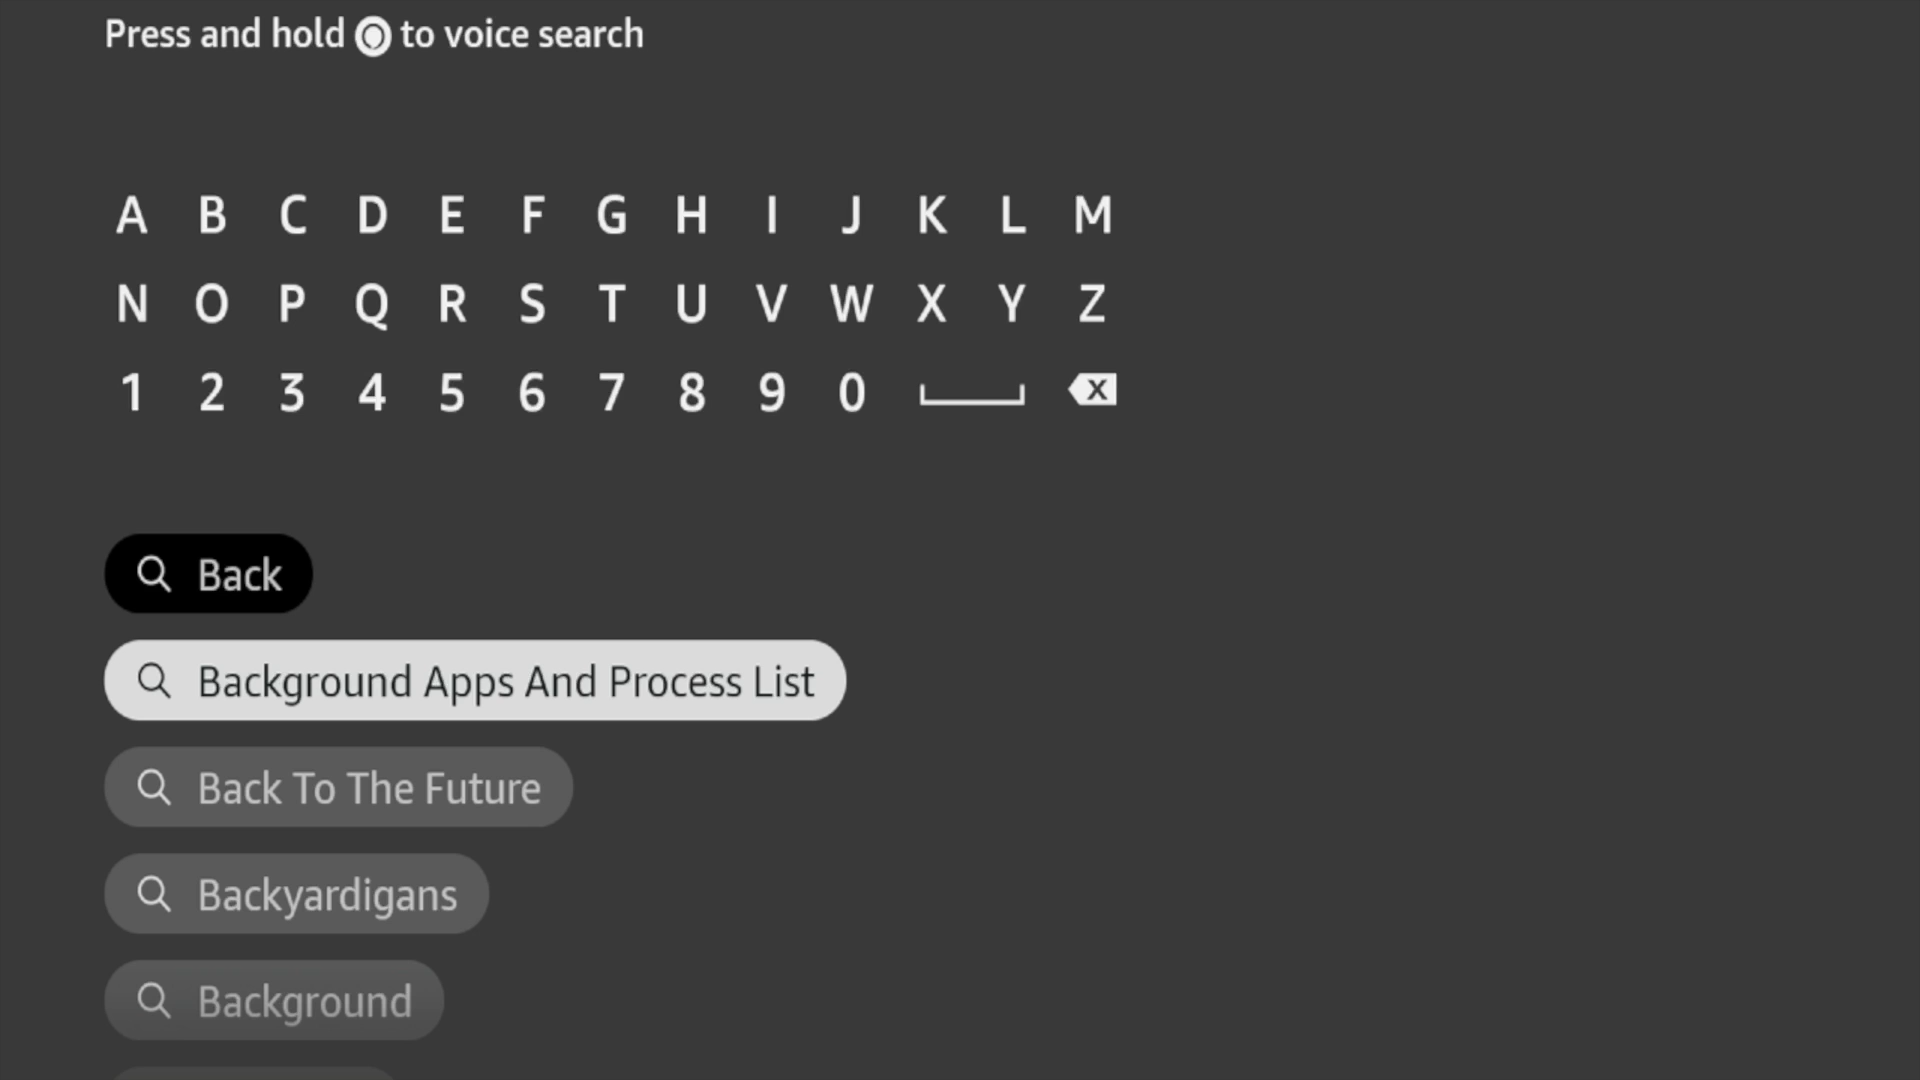 Press and hold to voice search
A B C D E F G H I J K L M
N O P Q R S T U V W X Y Z
1 2 3 4 5 6 7 8 9 0
Back
Background Apps And Process List
Back To The Future
Backyardigans
Background